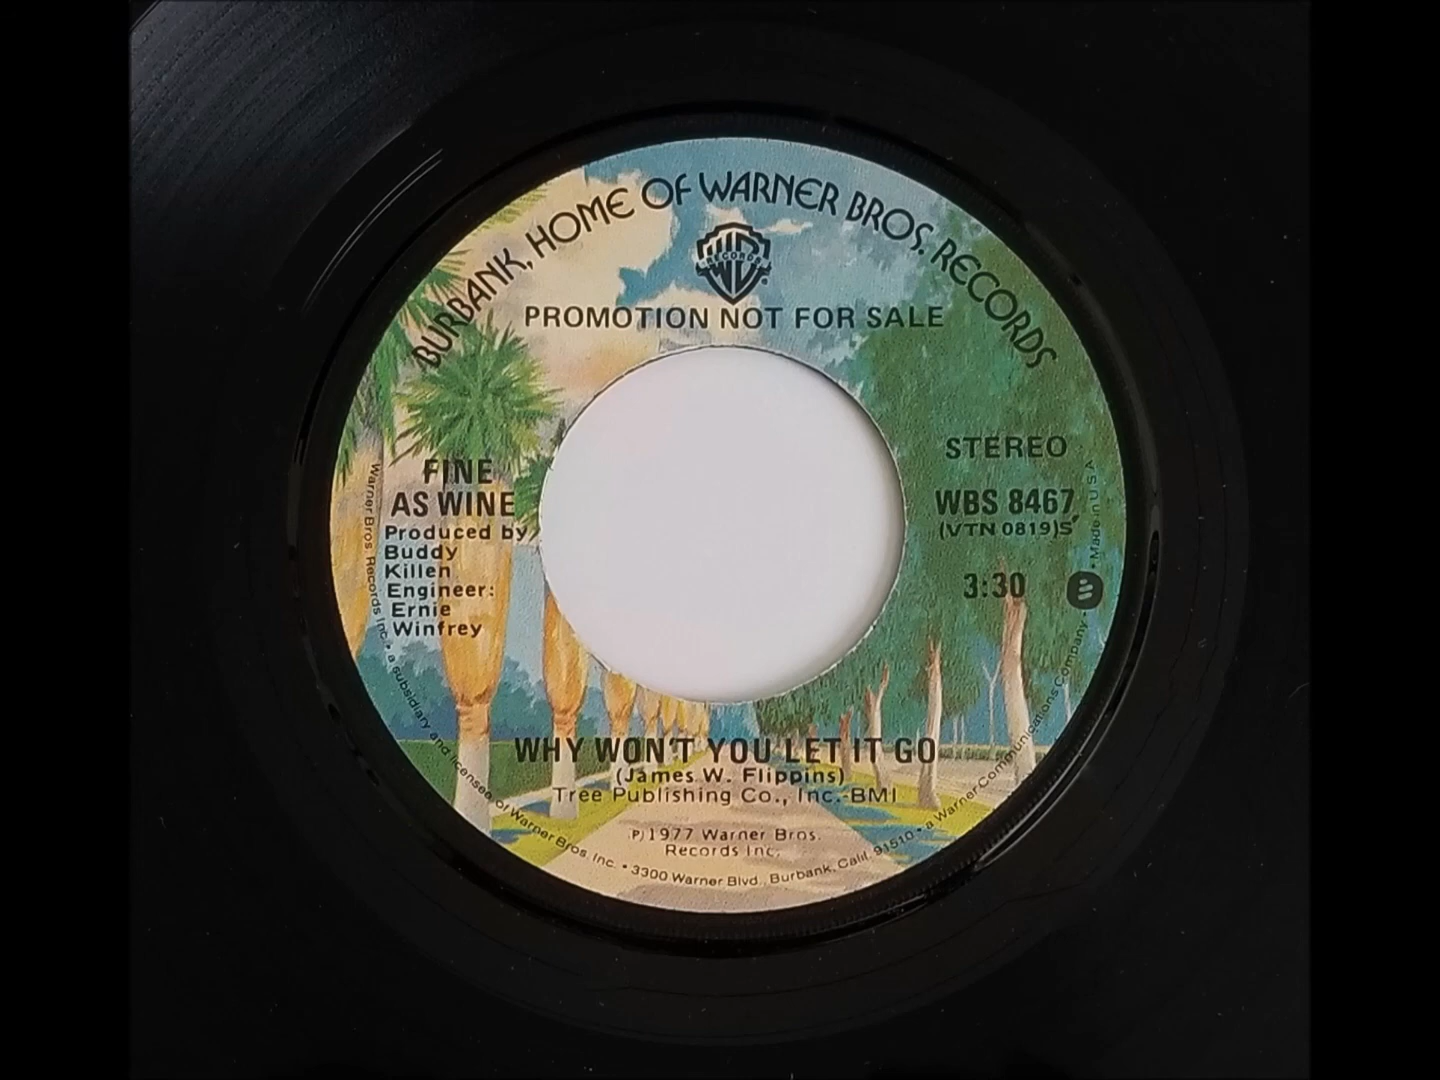 BURBANK, HOME OF WARNER BROS. RECORDS
W RECORDS ®
PROMOTION NOT FOR SALE
FINE
AS WINE
Produced by
Buddy
Killen
Engineer:
Ernie
Winfrey
STEREO
WBS 8467
(VTN 0819)S
3:30
WHY WON'T YOU LET IT GO
(James W. Flippins)
Tree Publishing Co., Inc.-BMI
℗1977 Warner Bros.
Records Inc.
Warner Bros. Records Inc. • a subsidiary and licensee of Warner Bros. Inc. • 3300 Warner Blvd., Burbank, Calif. 91510 • a Warner Communications Company • Made in U.S.A.